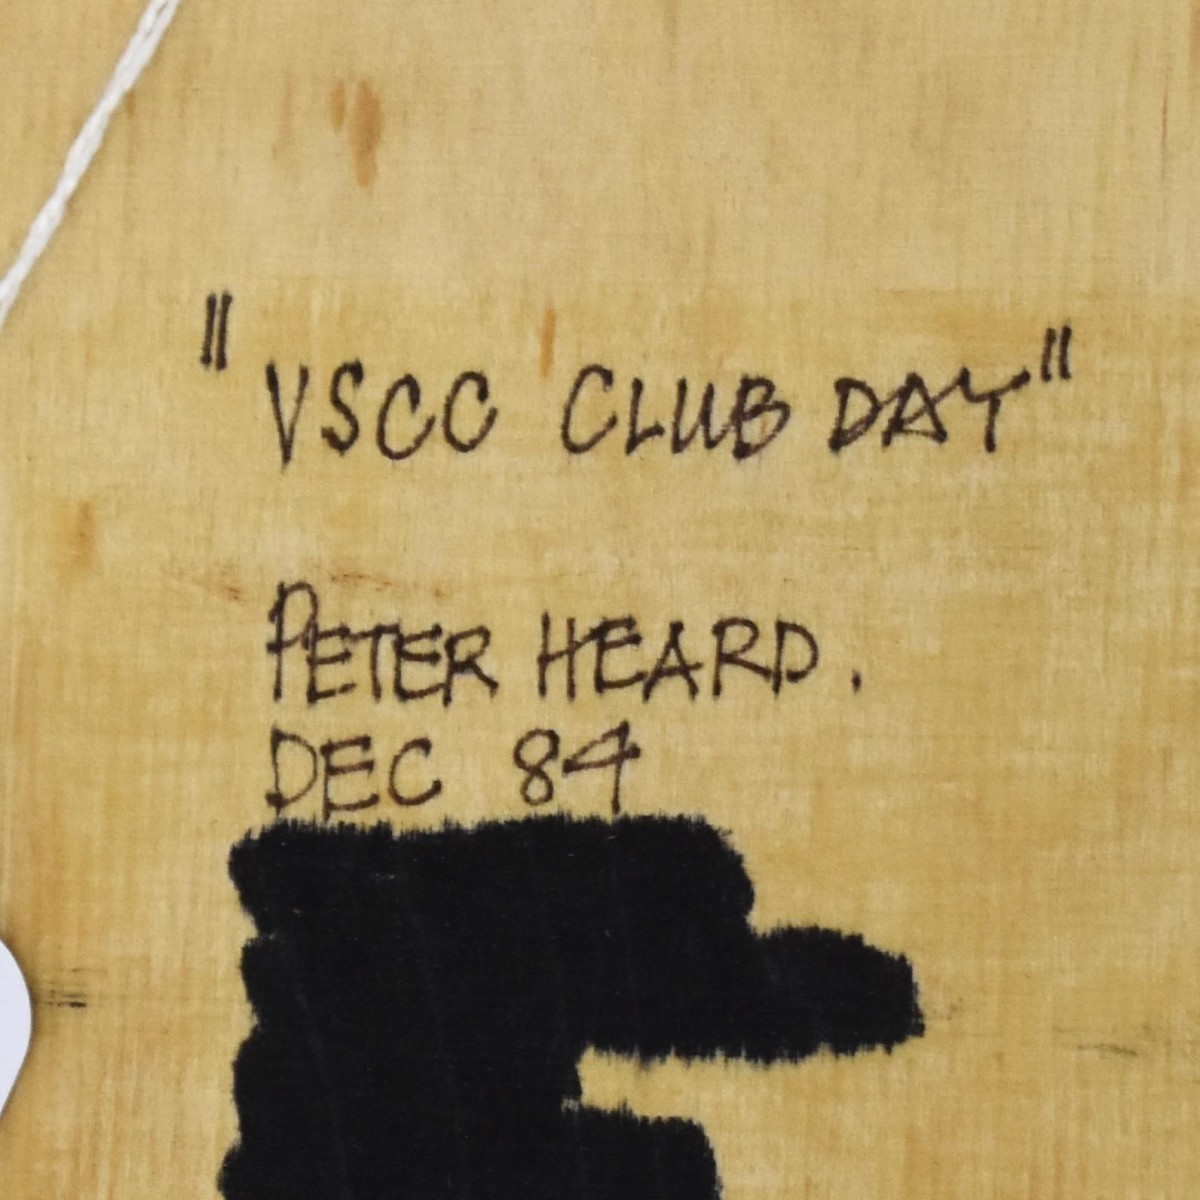 "VSCC CLUB DAY"
PETER HEARD.
DEC 84